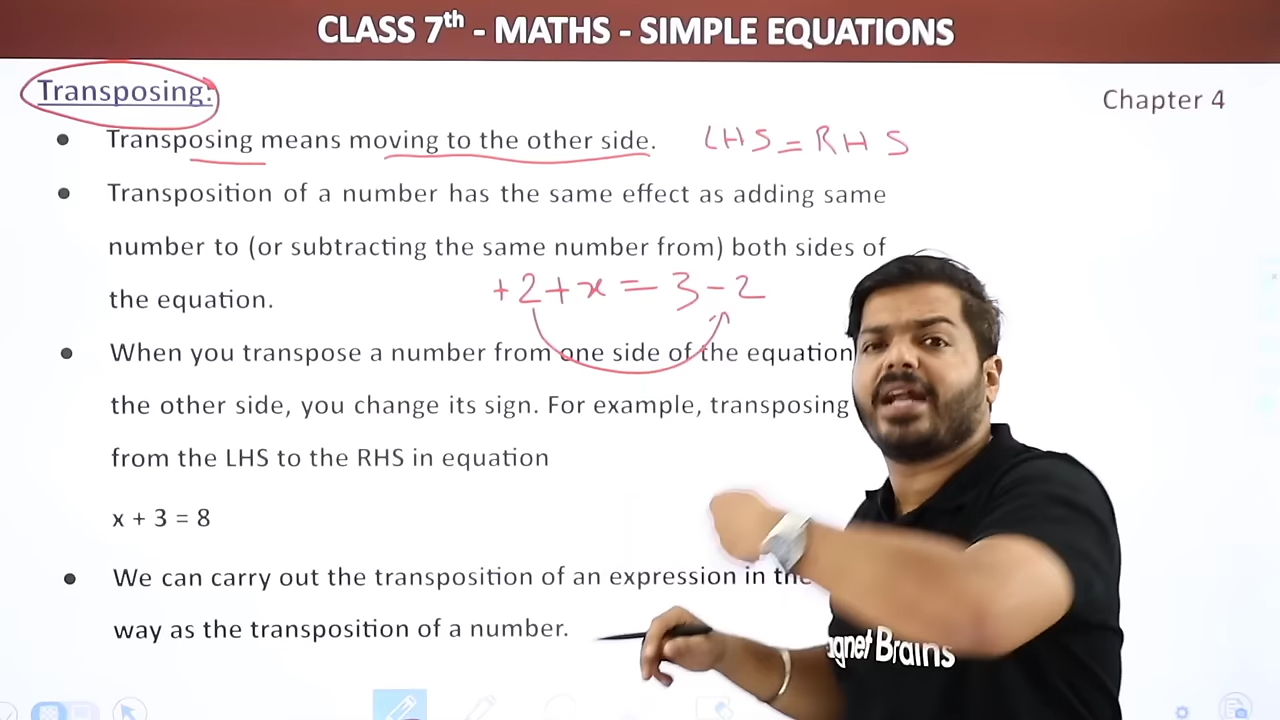 CLASS 7th - MATHS - SIMPLE EQUATIONS
Transposing:
Chapter 4
• Transposing means moving to the other side. LHS = RHS
• Transposition of a number has the same effect as adding same
number to (or subtracting the same number from) both sides of
the equation.
+2+x = 3-2
• When you transpose a number from one side of the equation
the other side, you change its sign. For example, transposing
from the LHS to the RHS in equation
x + 3 = 8
• We can carry out the transposition of an expression in the
way as the transposition of a number.
Brains